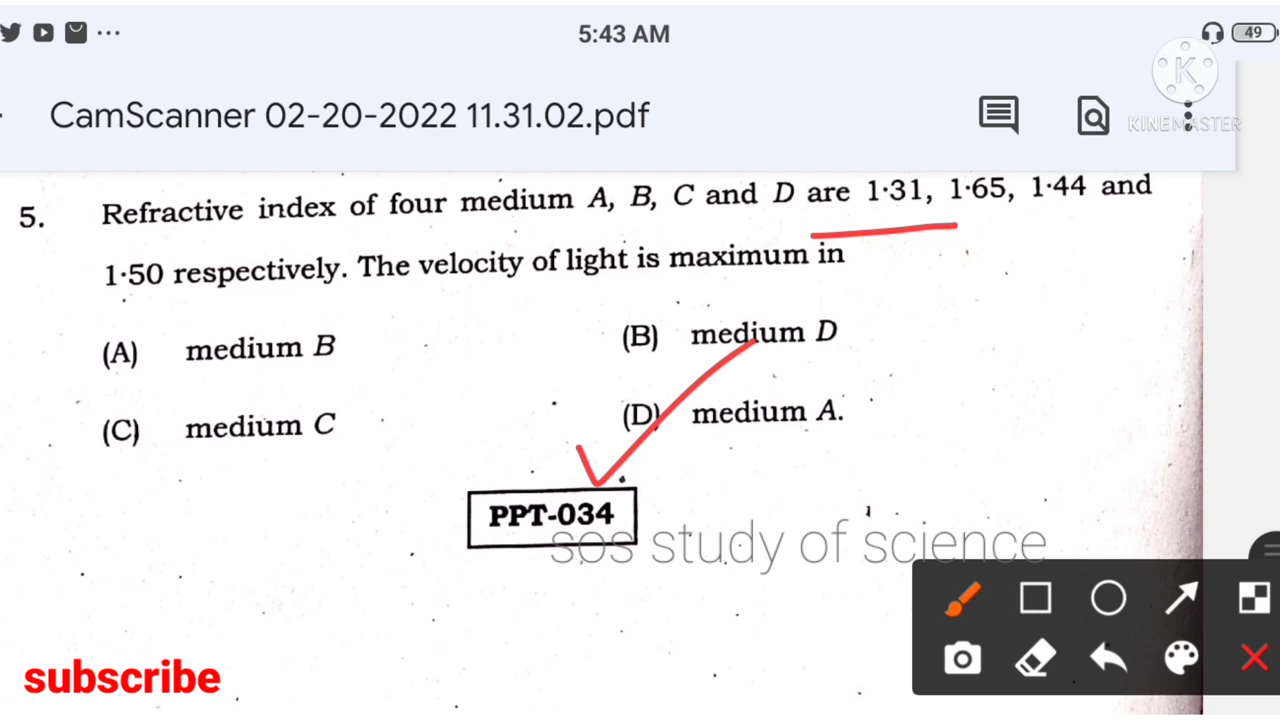 5:43 AM
49
CamScanner 02-20-2022 11.31.02.pdf
K
KINEMASTER
5. Refractive index of four medium A, B, C and D are 1·31, 1·65, 1·44 and
1·50 respectively. The velocity of light is maximum in
(A) medium B (B) medium D
(C) medium C (D) medium A.
PPT-034
sos study of science
subscribe